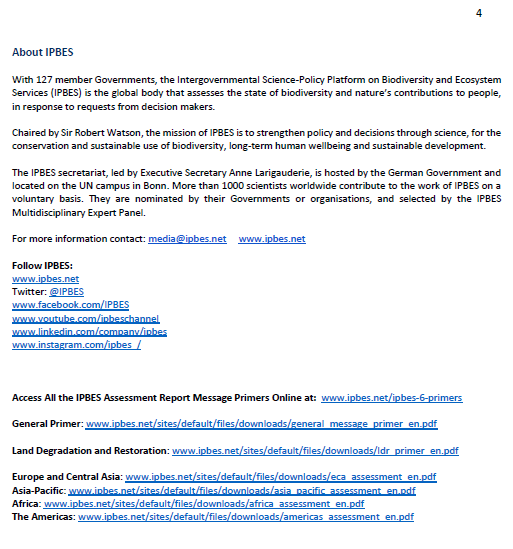 4
About IPBES
With 127 member Governments, the Intergovernmental Science-Policy Platform on Biodiversity and Ecosystem
Services (IPBES) is the global body that assesses the state of biodiversity and nature's contributions to people,
in response to requests from decision makers.
Chaired by Sir Robert Watson, the mission of IPBES is to strengthen policy and decisions through science, for the
conservation and sustainable use of biodiversity, long-term human wellbeing and sustainable development.
The IPBES secretariat, led by Executive Secretary Anne Larigauderie, is hosted by the German Government and
located on the UN campus in Bonn. More than 1000 scientists worldwide contribute to the work of IPBES on a
voluntary basis. They are nominated by their Governments or organisations, and selected by the IPBES
Multidisciplinary Expert Panel.
For more information contact: media@ipbes.net www.ipbes.net
Follow IPBES:
www.ipbes.net
Twitter: @IPBES
www.facebook.com/IPBES
www.youtube.com/ipbeschannel
www.linkedin.com/company/ipbes
www.instagram.com/ipbes_/
Access All the IPBES Assessment Report Message Primers Online at: www.ipbes.net/ipbes-6-primers
General Primer: www.ipbes.net/sites/default/files/downloads/general_message_primer_en.pdf
Land Degradation and Restoration: www.ipbes.net/sites/default/files/downloads/ldr_primer_en.pdf
Europe and Central Asia: www.ipbes.net/sites/default/files/downloads/eca_assessment_en.pdf
Asia-Pacific: www.ipbes.net/sites/default/files/downloads/asia_pacific_assessment_en.pdf
Africa: www.ipbes.net/sites/default/files/downloads/africa_assessment_en.pdf
The Americas: www.ipbes.net/sites/default/files/downloads/americas_assessment_en.pdf